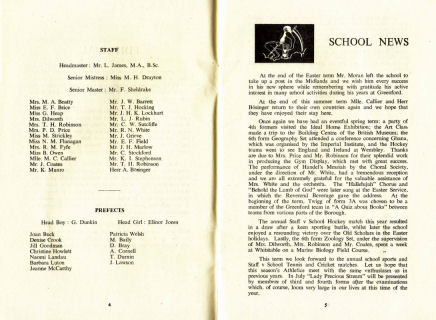 STAFF
Headmaster: Mr. L. James, M.A., B.Sc.
Senior Mistress: Miss M. H. Drayton
Senior Master: Mr. F. Sheldrake
Mrs. M. A. Beatty
Miss E. F. Brice
Miss G. Heap
Mrs. Dilworth
Mrs. T. H. Robinson
Mrs. P. D. Price
Miss M. Strickley
Miss N. M. Flanagan
Miss R. M. Fyfe
Miss B. Owen
Mlle. M. C. Callier
Mr. J. Coates
Mr. K. Munro
Mr. J. W. Barrett
Mr. T. J. Hocking
Mr. J. H. K. Lockhart
Mr. L. J. Rubin
Mr. C. W. Sutcliffe
Mr. R. N. White
Mr. J. Grieve
Mr. E. F. Field
Mr. J. H. Marlow
Mr. C. Stockford
Mr. K. I. Stephenson
Mr. T. H. Robinson
Herr A. Bösinger
PREFECTS
Head Boy: G. Dunkin Head Girl: Elinor Jones
Joan Buck
Denise Crook
Jill Goodman
Christine Howlett
Naomi Landau
Barbara Luton
Jeanne McCarthy
Patricia Welsh
M. Baily
D. Bray
A. Cornell
T. Durnin
I. Lawson
4
SCHOOL NEWS
At the end of the Easter term Mr. Moran left the school to
take up a post in the Midlands and we wish him every success
in his new sphere while remembering with gratitude his active
interest in many school activities during his years at Greenford.
At the end of this summer term Mlle. Callier and Herr
Bösinger return to their own countries again and we hope that
they have enjoyed their stay here.
Once again we have had an eventful spring term: a party of
4th formers visited the Ideal Home Exhibition; the Art Class
made a trip to the Building Centre of the British Museum; the
6th form Geography Set attended a conference concerning Ghana,
which was organised by the Imperial Institute, and the Hockey
teams went to see England and Ireland at Wembley. Thanks
are due to Mrs. Price and Mr. Robinson for their splendid work
in producing the Gym Display, which met with great success.
The performance of Handel's Messiah by the Choral Society,
under the direction of Mr. White, had a tremendous reception
and we are all extremely grateful for the valuable assistance of
Mrs. White and the orchestra. The "Hallelujah" Chorus and
"Behold the Lamb of God" were later sung at the Easter Service,
in which the Reverend Beverage gave the address. At the
beginning of the term, Twigg of form 3A was chosen to be a
member of the Greenford team in "A Quiz about Books" between
teams from various parts of the Borough.
The annual Staff v School Hockey match this year resulted
in a draw after a keen sporting battle, whilst later the school
enjoyed a resounding victory over the Old Scholars in the Easter
holidays. Lastly, the 6th form Zoology Set, under the supervision
of Mrs. Dilworth, Mrs. Robinson and Mr. Coates, spent a week
at Whitstable on a Marine Biology Field Course.
This term we look forward to the annual school sports and
Staff v School Tennis and Cricket matches. Let us hope that
this season's Athletics meet with the same enthusiasm as in
previous years. In July "Lady Precious Stream" will be presented
by members of third and fourth forms after the examinations
which, of course, loom very large in our lives at this time of the
year.
5